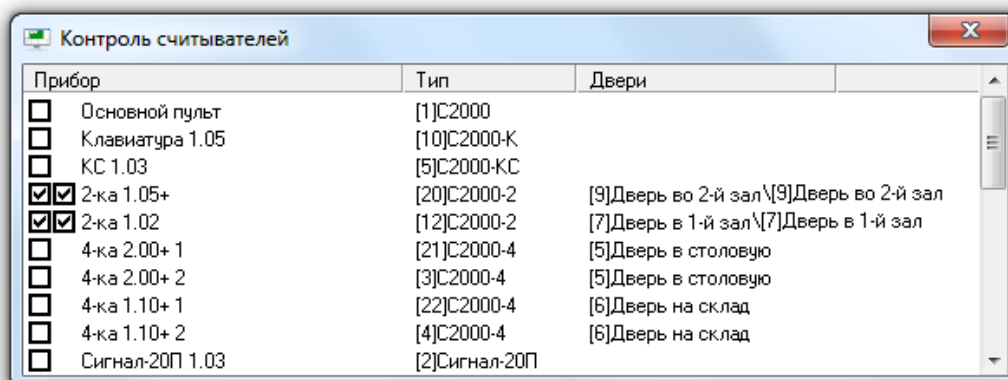 Контроль считывателей
Прибор Тип Двери
Основной пульт [1]С2000
Клавиатура 1.05 [10]С2000-К
КС 1.03 [5]С2000-КС
2-ка 1.05+ [20]С2000-2 [9]Дверь во 2-й зал\[9]Дверь во 2-й зал
2-ка 1.02 [12]С2000-2 [7]Дверь в 1-й зал\[7]Дверь в 1-й зал
4-ка 2.00+ 1 [21]С2000-4 [5]Дверь в столовую
4-ка 2.00+ 2 [3]С2000-4 [5]Дверь в столовую
4-ка 1.10+ 1 [22]С2000-4 [6]Дверь на склад
4-ка 1.10+ 2 [4]С2000-4 [6]Дверь на склад
Сигнал-20П 1.03 [2]Сигнал-20П